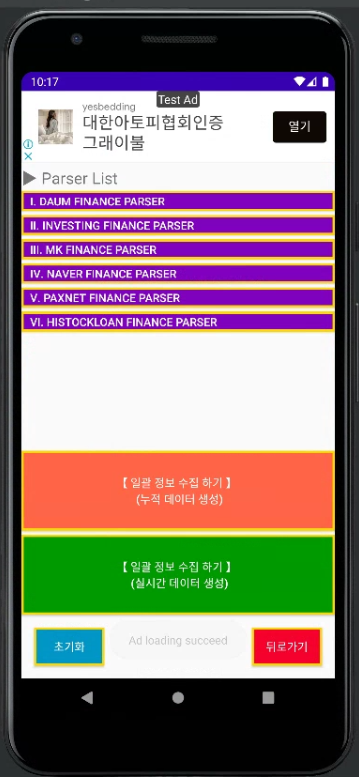 10:17
Test Ad
yesbedding
대한아토피협회인증
그래이불
열기
▶ Parser List
I. DAUM FINANCE PARSER
II. INVESTING FINANCE PARSER
III. MK FINANCE PARSER
IV. NAVER FINANCE PARSER
V. PAXNET FINANCE PARSER
VI. HISTOCKLOAN FINANCE PARSER
【 일괄 정보 수집 하기 】
(누적 데이터 생성)
【 일괄 정보 수집 하기 】
(실시간 데이터 생성)
초기화
Ad loading succeed
뒤로가기